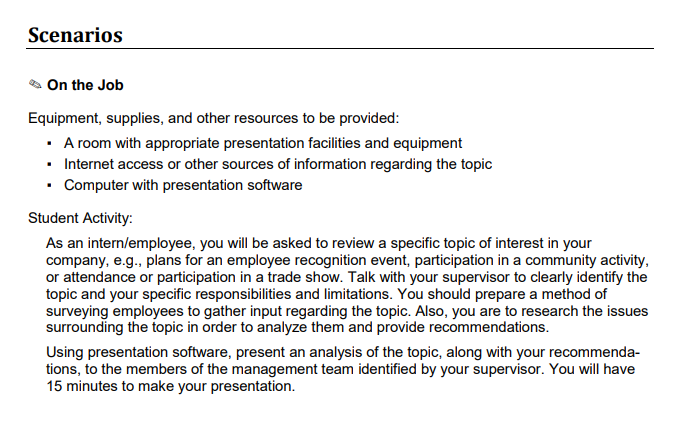 Scenarios
✎ On the Job
Equipment, supplies, and other resources to be provided:
▪ A room with appropriate presentation facilities and equipment
▪ Internet access or other sources of information regarding the topic
▪ Computer with presentation software
Student Activity:
As an intern/employee, you will be asked to review a specific topic of interest in your
company, e.g., plans for an employee recognition event, participation in a community activity,
or attendance or participation in a trade show. Talk with your supervisor to clearly identify the
topic and your specific responsibilities and limitations. You should prepare a method of
surveying employees to gather input regarding the topic. Also, you are to research the issues
surrounding the topic in order to analyze them and provide recommendations.
Using presentation software, present an analysis of the topic, along with your recommenda-
tions, to the members of the management team identified by your supervisor. You will have
15 minutes to make your presentation.